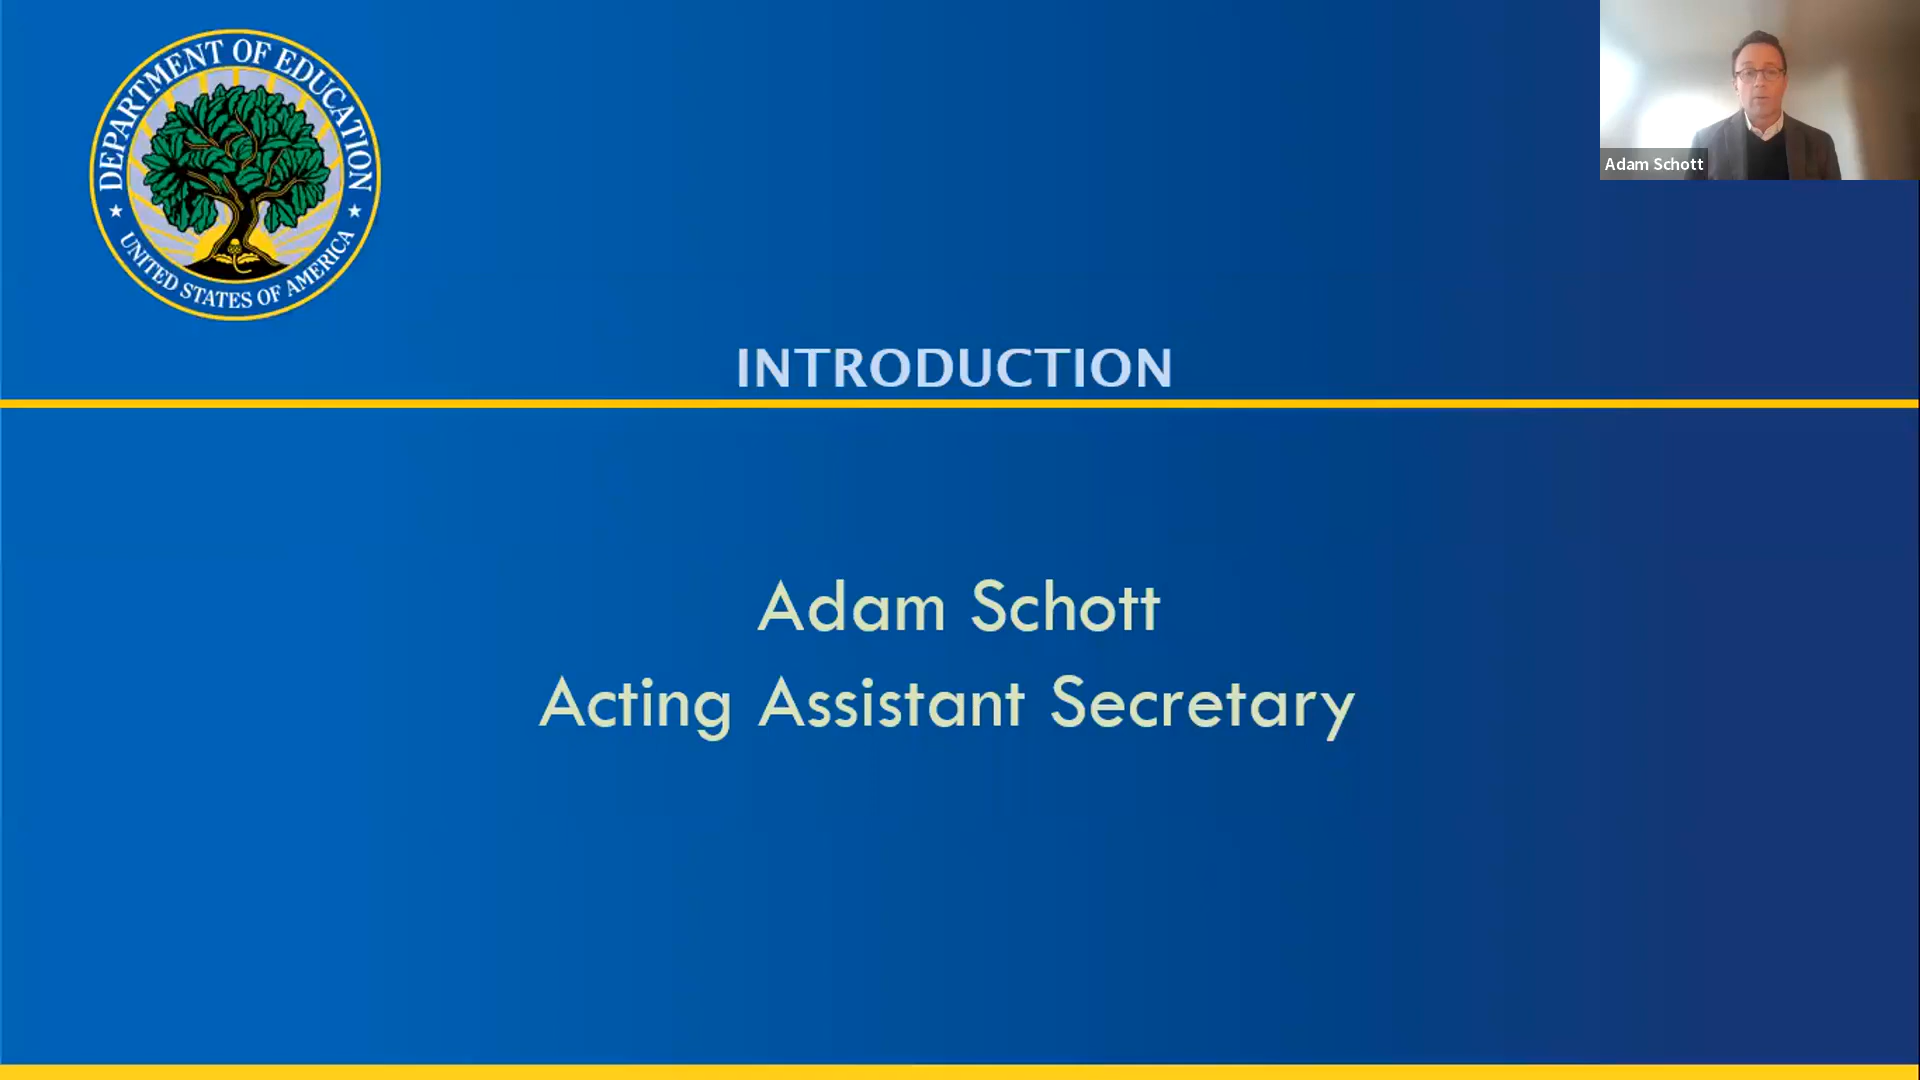 DEPARTMENT OF EDUCATION
UNITED STATES OF AMERICA
Adam Schott
INTRODUCTION
Adam Schott
Acting Assistant Secretary